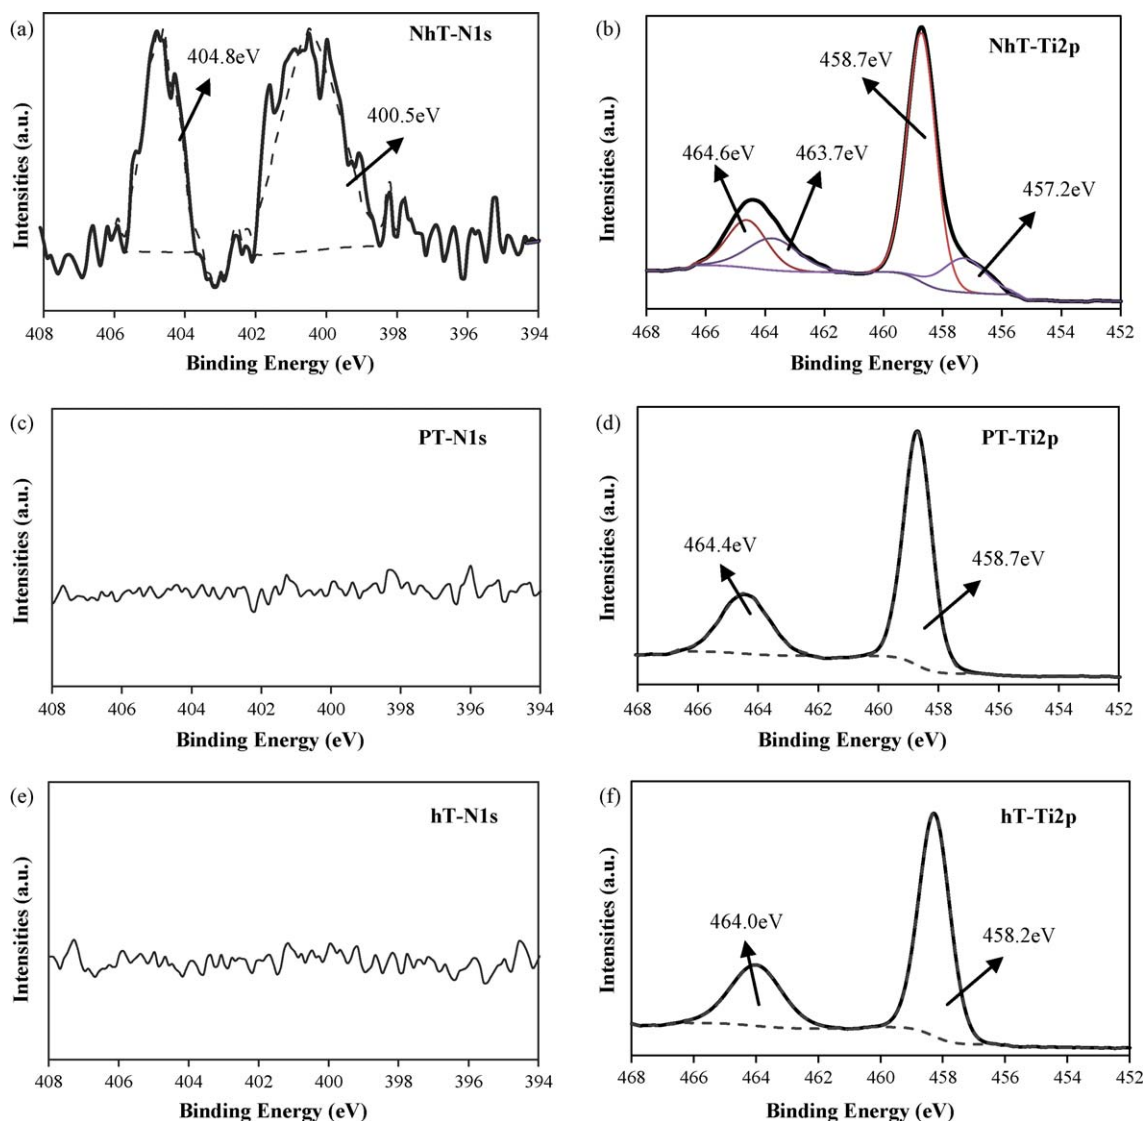 (a)
NhT-N1s
404.8eV
400.5eV
Intensities (a.u.)
408 406 404 402 400 398 396 394
Binding Energy (eV)
(b)
NhT-Ti2p
458.7eV
464.6eV
463.7eV
457.2eV
Intensities (a.u.)
468 466 464 462 460 458 456 454 452
Binding Energy (eV)
(c)
PT-N1s
Intensities (a.u.)
408 406 404 402 400 398 396 394
Binding Energy (eV)
(d)
PT-Ti2p
464.4eV
458.7eV
Intensities (a.u.)
468 466 464 462 460 458 456 454 452
Binding Energy (eV)
(e)
hT-N1s
Intensities (a.u.)
408 406 404 402 400 398 396 394
Binding Energy (eV)
(f)
hT-Ti2p
464.0eV
458.2eV
Intensities (a.u.)
468 466 464 462 460 458 456 454 452
Binding Energy (eV)